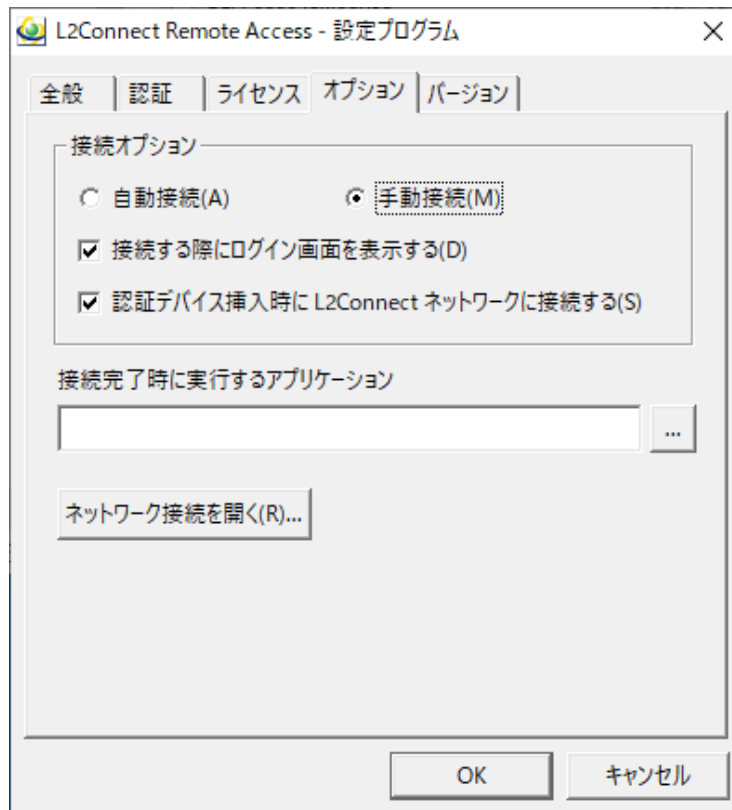 L2Connect Remote Access - 設定プログラム
全般 認証 ライセンス オプション バージョン
接続オプション
自動接続(A) 手動接続(M)
接続する際にログイン画面を表示する(D)
認証デバイス挿入時に L2Connect ネットワークに接続する(S)
接続完了時に実行するアプリケーション
...
ネットワーク接続を開く(R)...
OK キャンセル